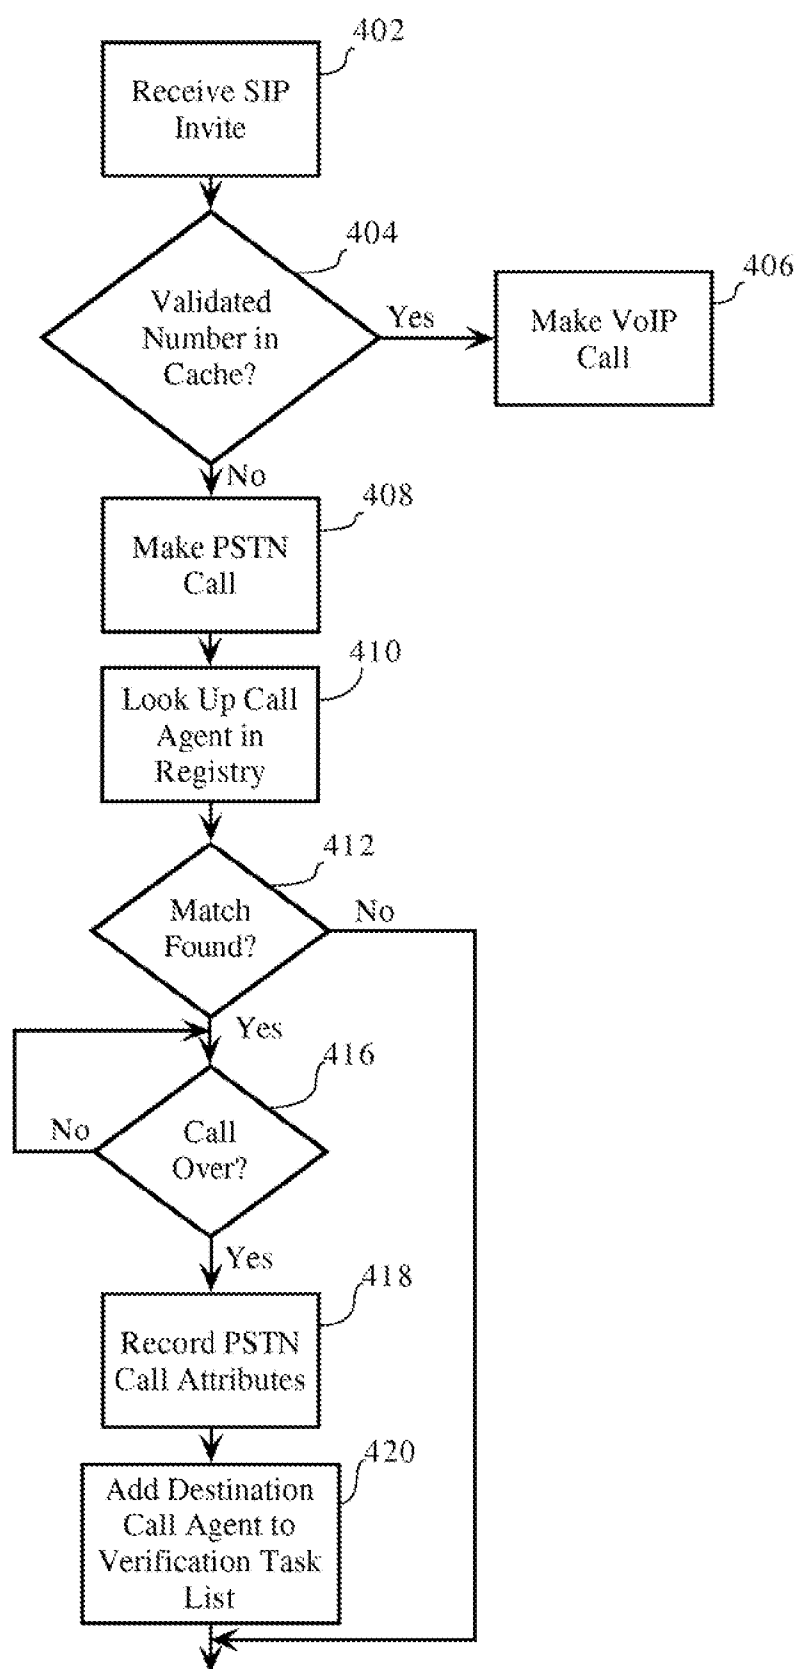 402
Receive SIP
Invite
404
Validated
Number in
Cache?
Yes
406
Make VoIP
Call
No
408
Make PSTN
Call
410
Look Up Call
Agent in
Registry
412
Match
Found?
No
Yes
416
Call
Over?
No
Yes
418
Record PSTN
Call Attributes
420
Add Destination
Call Agent to
Verification Task
List